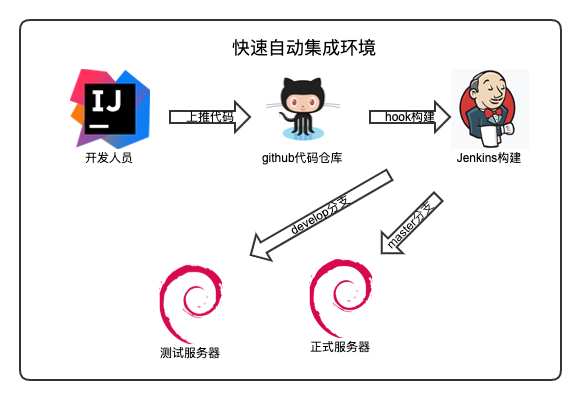 快速自动集成环境
IJ
上推代码
hook构建
开发人员
github代码仓库
Jenkins构建
develop分支
master分支
测试服务器
正式服务器